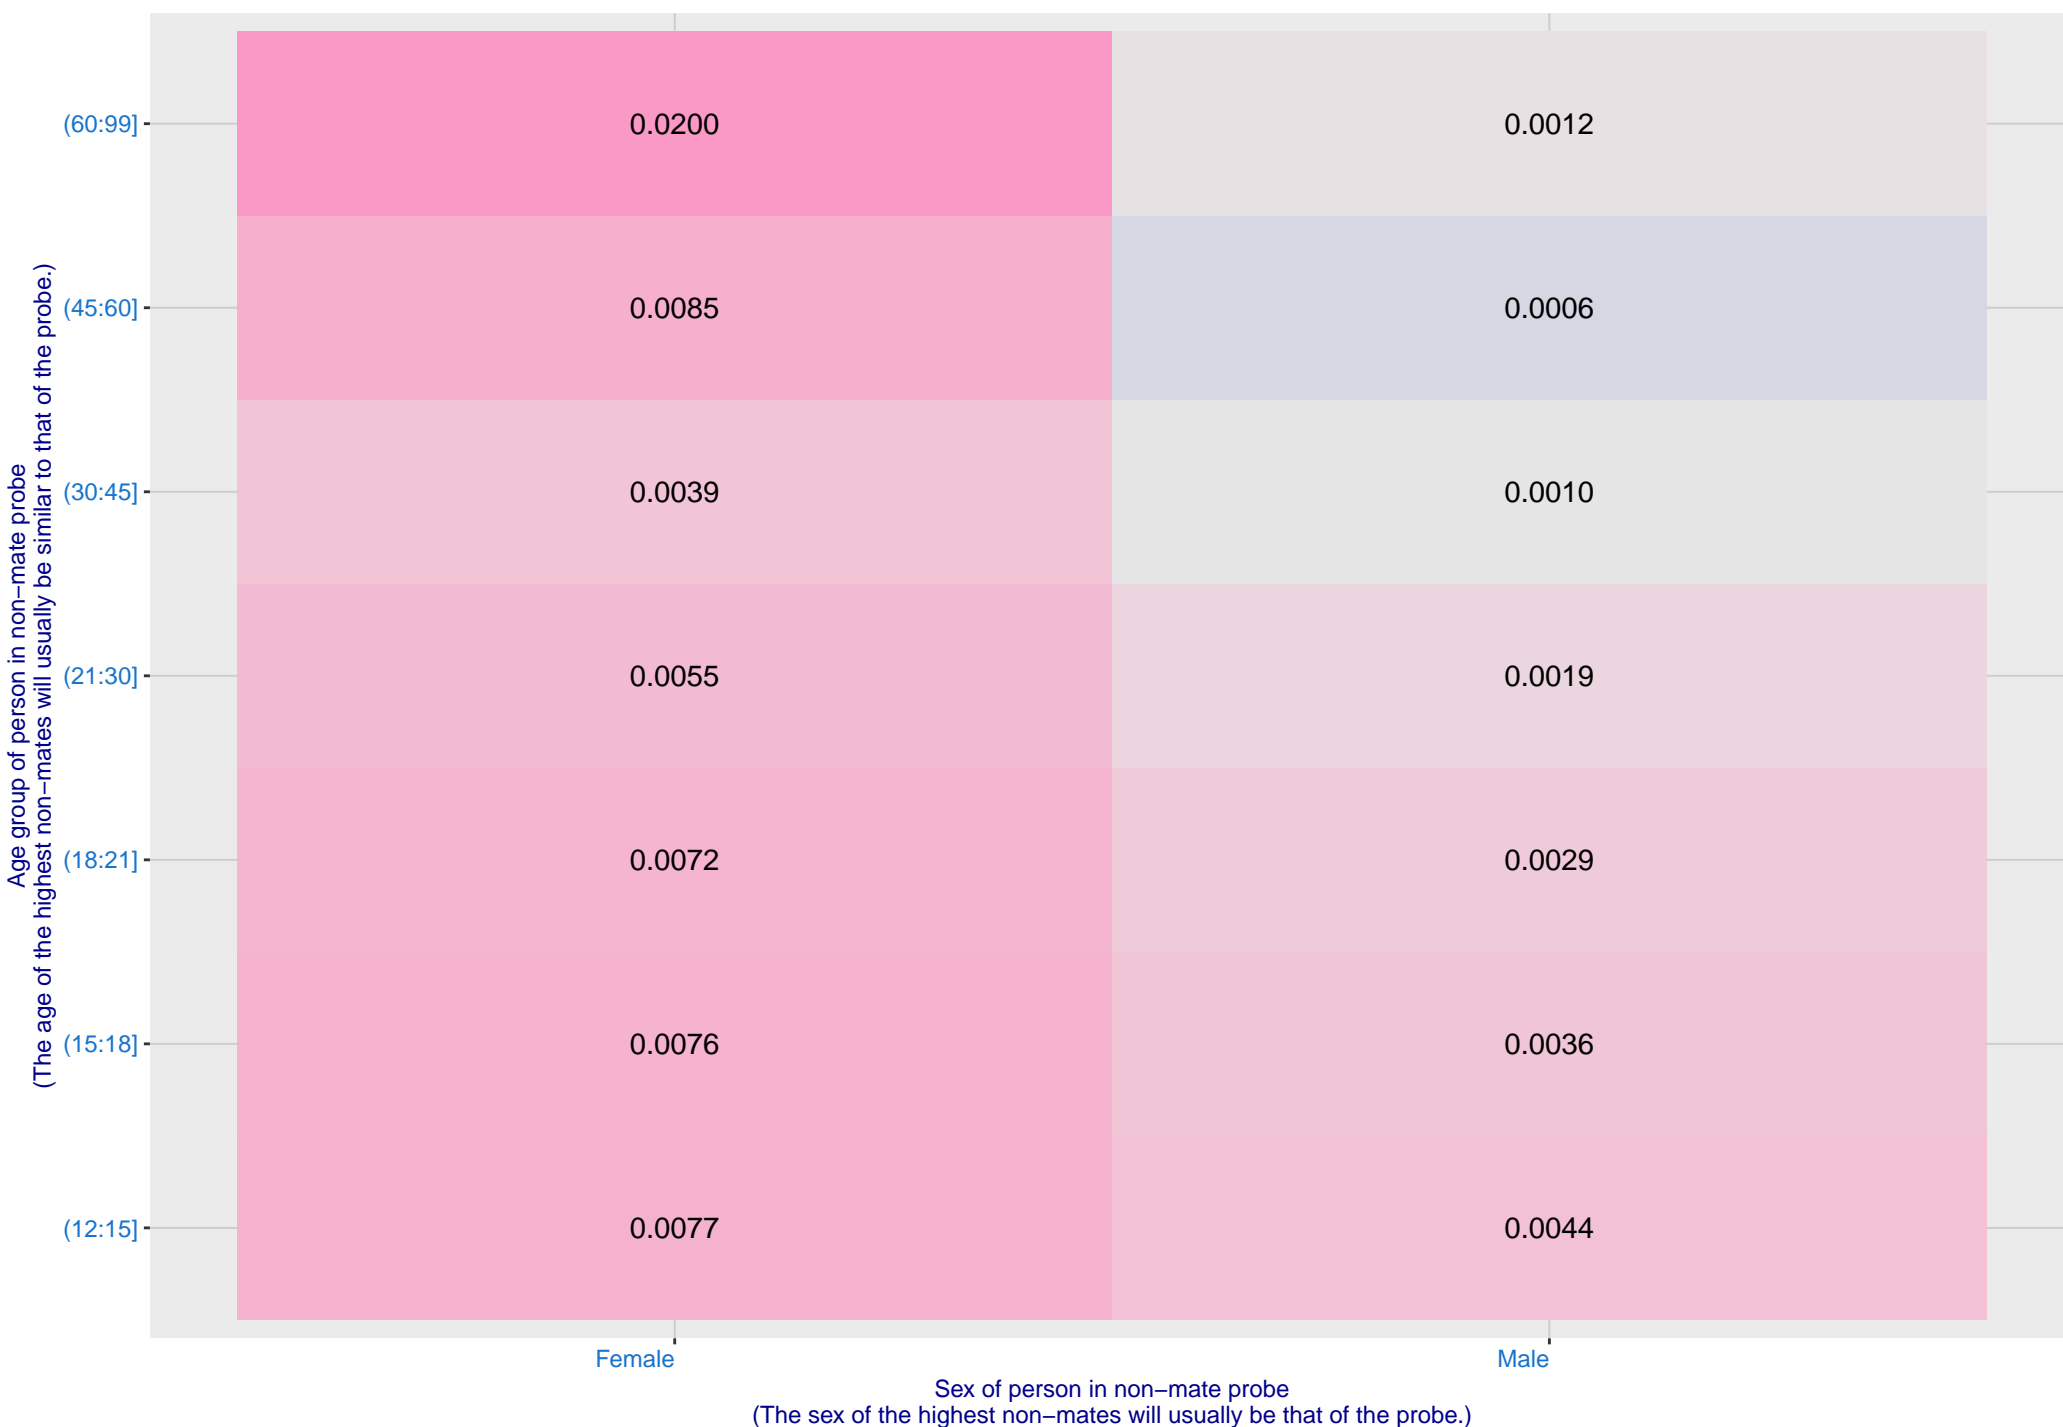 Age group of person in non−mate probe
(The age of the highest non−mates will usually be similar to that of the probe.)
(60:99] 0.0200 0.0012
(45:60] 0.0085 0.0006
(30:45] 0.0039 0.0010
(21:30] 0.0055 0.0019
(18:21] 0.0072 0.0029
(15:18] 0.0076 0.0036
(12:15] 0.0077 0.0044
Female Male
Sex of person in non−mate probe
(The sex of the highest non−mates will usually be that of the probe.)